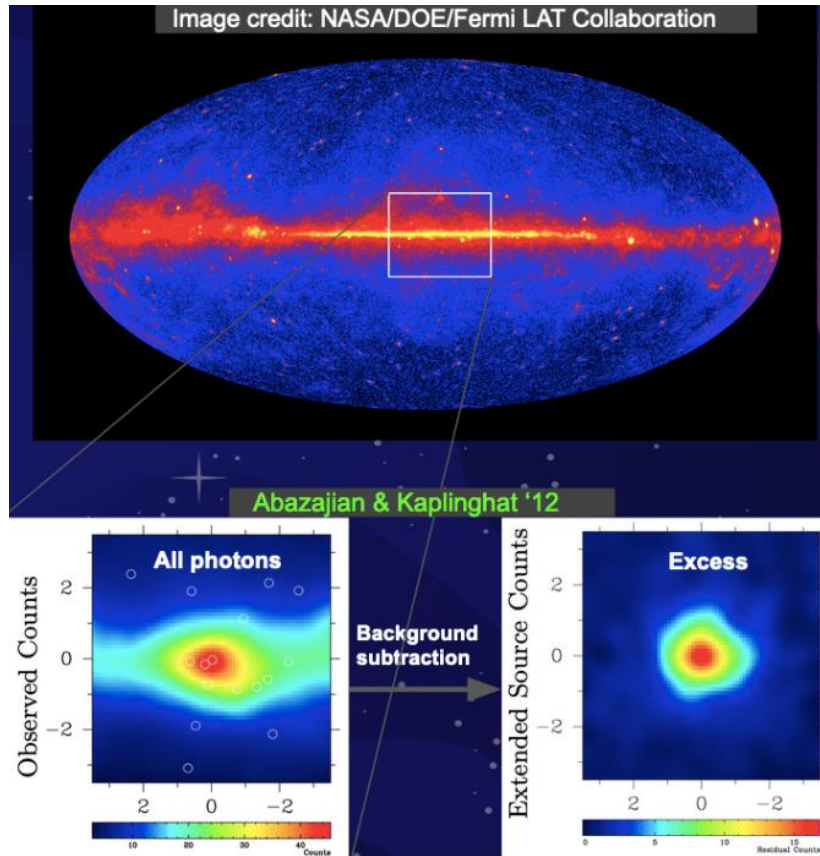 Image credit: NASA/DOE/Fermi LAT Collaboration
Abazajian & Kaplinghat ‘12
All photons
Observed Counts
2
0
-2
2
0
-2
10
20
30
40
Counts
Background
subtraction
Excess
Extended Source Counts
2
0
-2
2
0
-2
0
5
10
15
Residual Counts